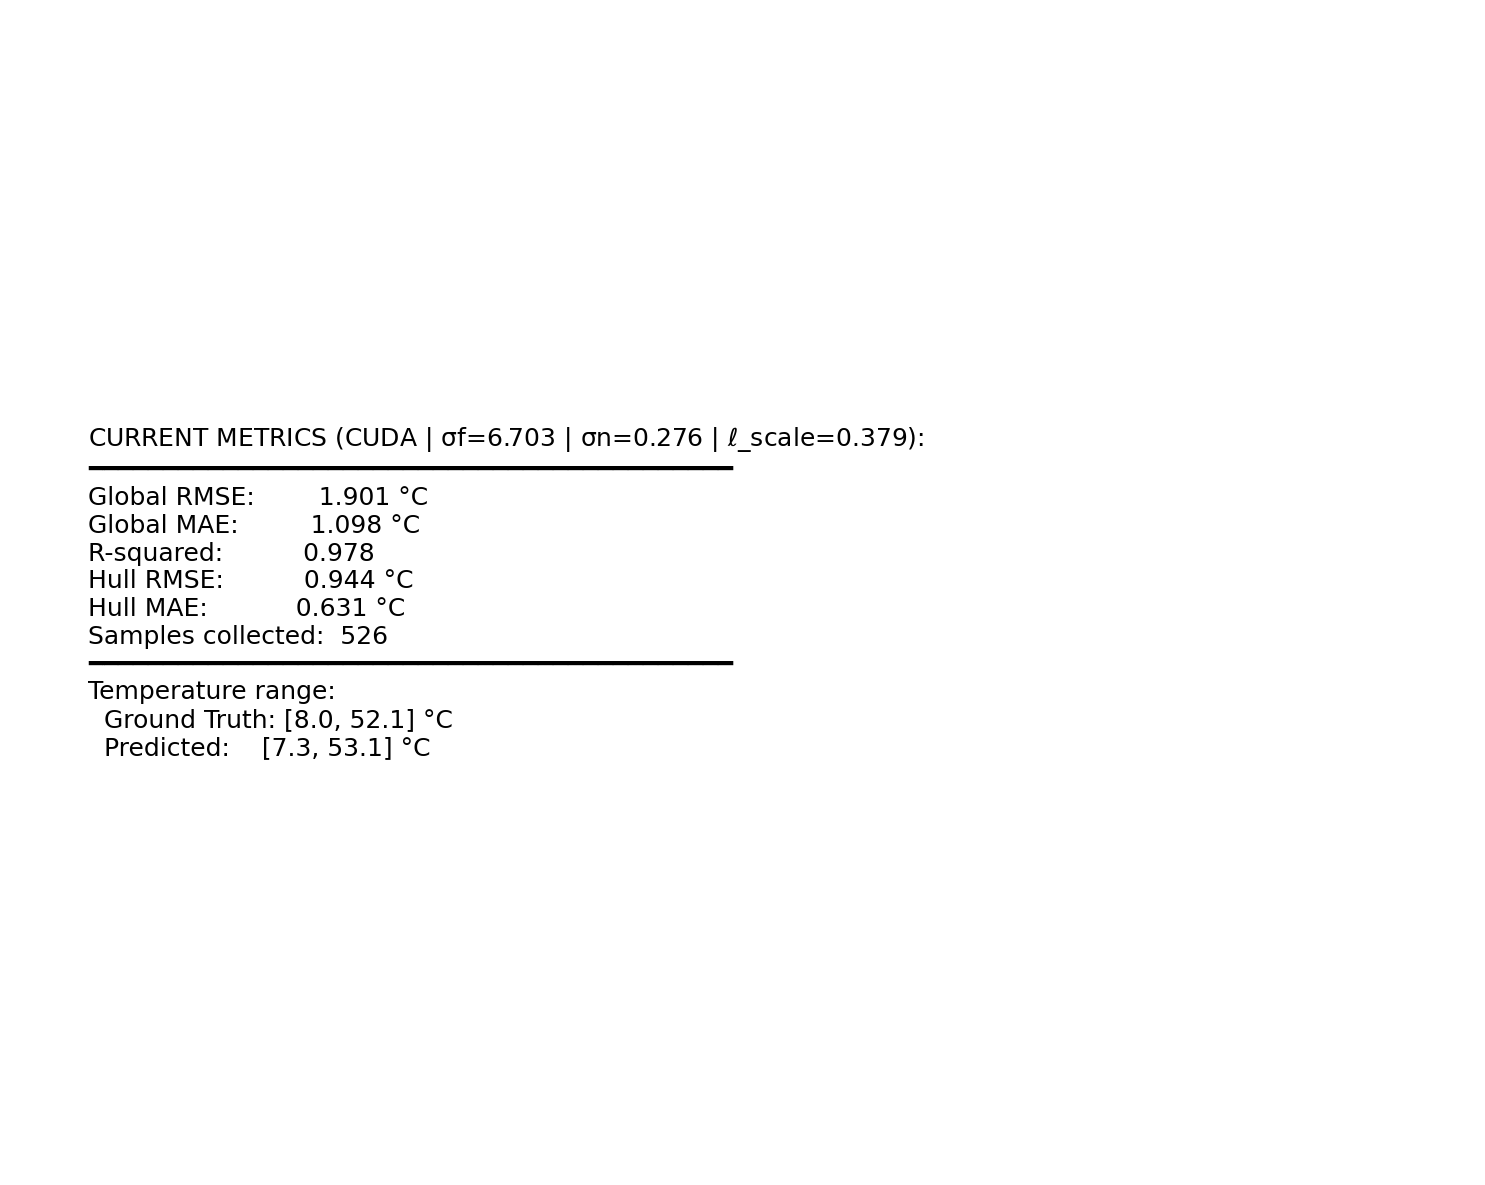 CURRENT METRICS (CUDA | σf=6.703 | σn=0.276 | ℓ_scale=0.379):
Global RMSE: 1.901 °C
Global MAE: 1.098 °C
R-squared: 0.978
Hull RMSE: 0.944 °C
Hull MAE: 0.631 °C
Samples collected: 526
Temperature range:
Ground Truth: [8.0, 52.1] °C
Predicted: [7.3, 53.1] °C